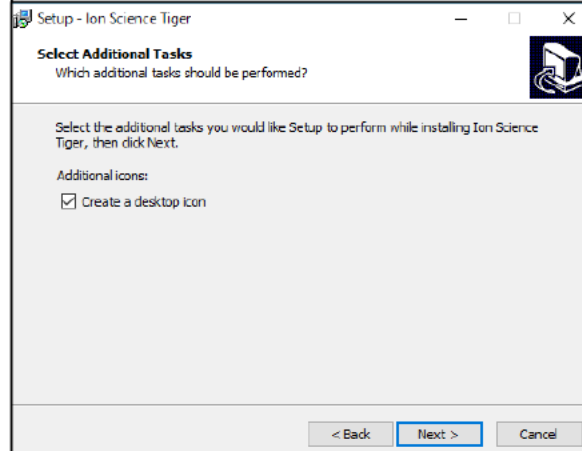 Setup - Ion Science Tiger
Select Additional Tasks
Which additional tasks should be performed?
Select the additional tasks you would like Setup to perform while installing Ion Science
Tiger, then click Next.
Additional icons:
Create a desktop icon
< Back
Next >
Cancel